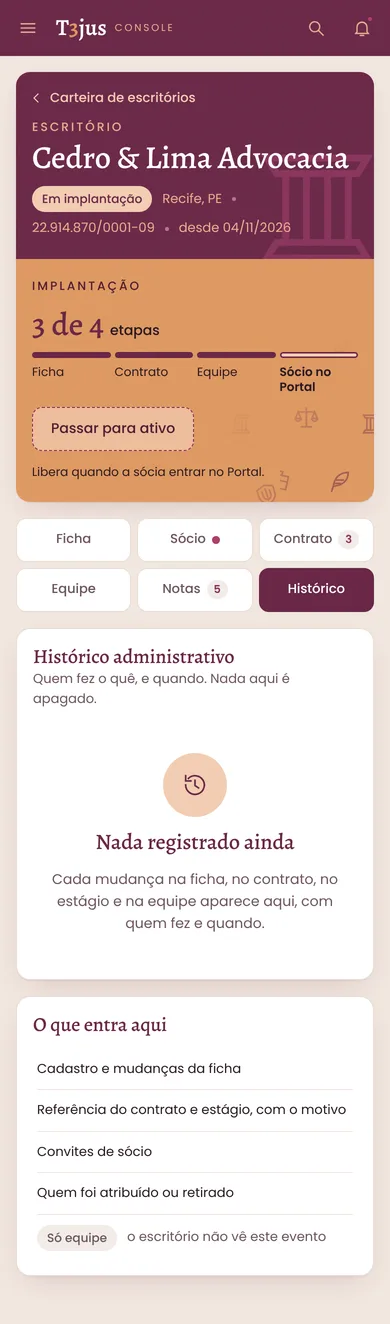 T3jus CONSOLE
Carteira de escritórios
ESCRITÓRIO
Cedro & Lima Advocacia
Em implantação Recife, PE •
22.914.870/0001-09 • desde 04/11/2026
IMPLANTAÇÃO
3 de 4 etapas
Ficha Contrato Equipe Sócio no
Portal
Passar para ativo
Libera quando a sócia entrar no Portal.
Ficha Sócio Contrato 3
Equipe Notas 5 Histórico
Histórico administrativo
Quem fez o quê, e quando. Nada aqui é
apagado.
Nada registrado ainda
Cada mudança na ficha, no contrato, no
estágio e na equipe aparece aqui, com
quem fez e quando.
O que entra aqui
Cadastro e mudanças da ficha
Referência do contrato e estágio, com o motivo
Convites de sócio
Quem foi atribuído ou retirado
Só equipe o escritório não vê este evento